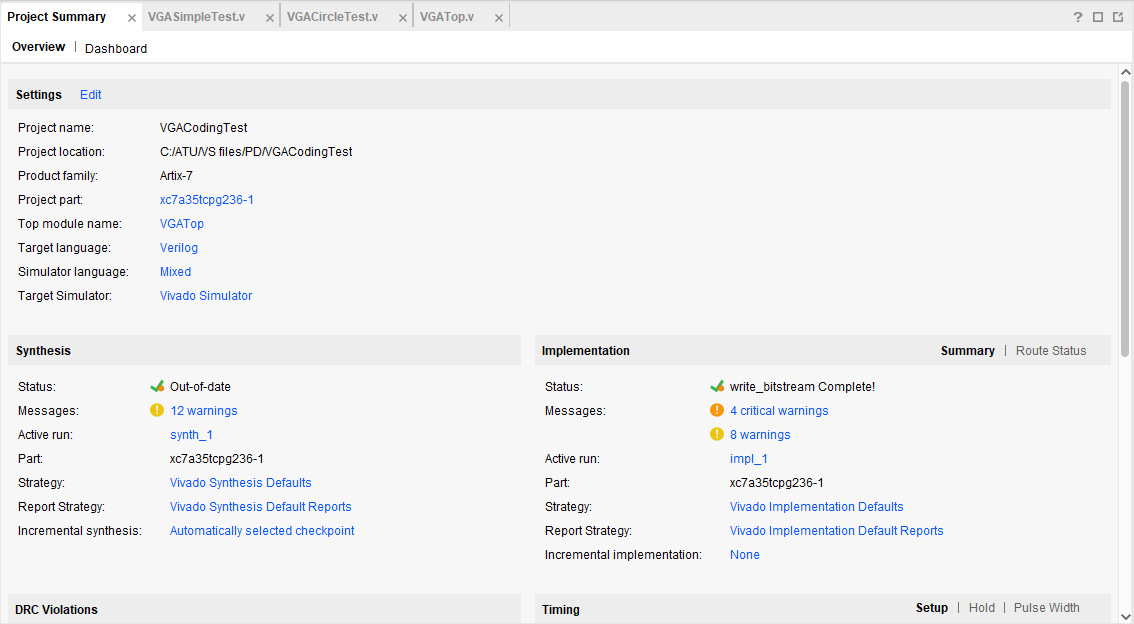 Project Summary × VGASimpleTest.v × VGACircleTest.v × VGATop.v × ?
Overview | Dashboard
Settings Edit
Project name: VGACodingTest
Project location: C:/ATU/VS files/PD/VGACodingTest
Product family: Artix-7
Project part: xc7a35tcpg236-1
Top module name: VGATop
Target language: Verilog
Simulator language: Mixed
Target Simulator: Vivado Simulator
Synthesis
Status: Out-of-date
Messages: 12 warnings
Active run: synth_1
Part: xc7a35tcpg236-1
Strategy: Vivado Synthesis Defaults
Report Strategy: Vivado Synthesis Default Reports
Incremental synthesis: Automatically selected checkpoint
Implementation Summary | Route Status
Status: write_bitstream Complete!
Messages: 4 critical warnings
8 warnings
Active run: impl_1
Part: xc7a35tcpg236-1
Strategy: Vivado Implementation Defaults
Report Strategy: Vivado Implementation Default Reports
Incremental implementation: None
DRC Violations
Timing Setup | Hold | Pulse Width